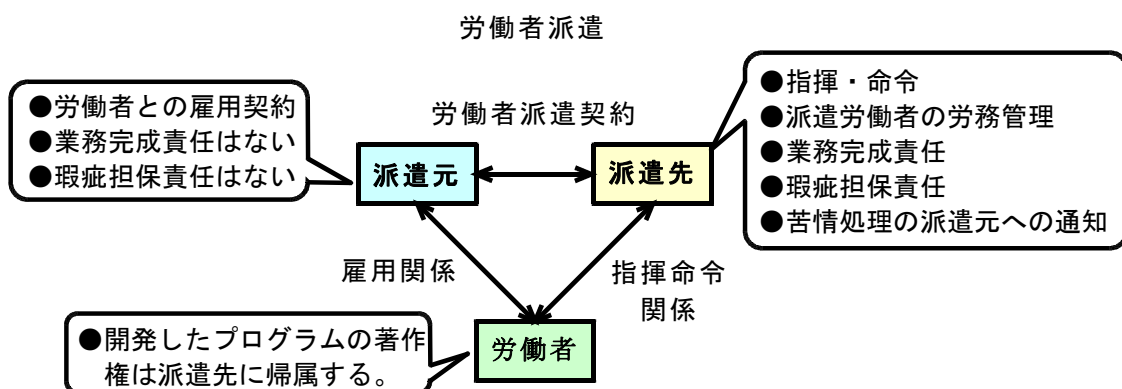 労働者派遣
●労働者との雇用契約
●業務完成責任はない
●瑕疵担保責任はない
労働者派遣契約
派遣元
派遣先
●指揮・命令
●派遣労働者の労務管理
●業務完成責任
●瑕疵担保責任
●苦情処理の派遣元への通知
雇用関係
指揮命令
関係
●開発したプログラムの著作
権は派遣先に帰属する。
労働者